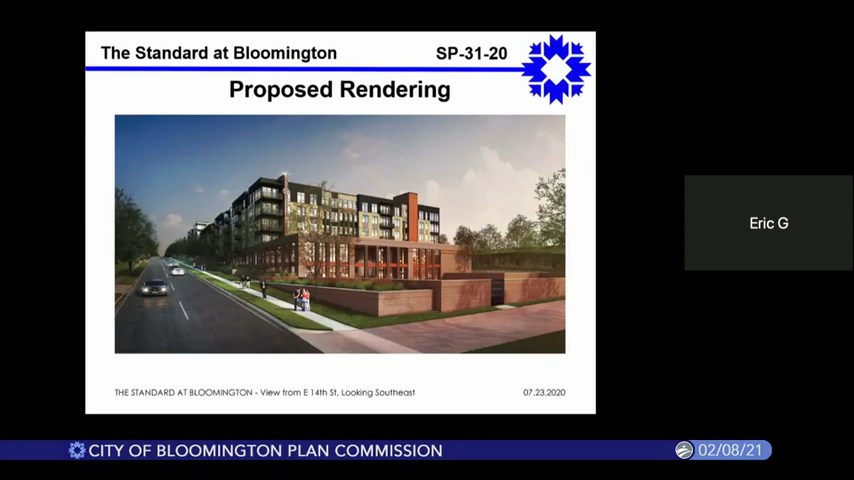 The Standard at Bloomington SP-31-20
Proposed Rendering
Eric G
THE STANDARD AT BLOOMINGTON - View from E 14th St, Looking Southeast 07.23.2020
CITY OF BLOOMINGTON PLAN COMMISSION 02/08/21